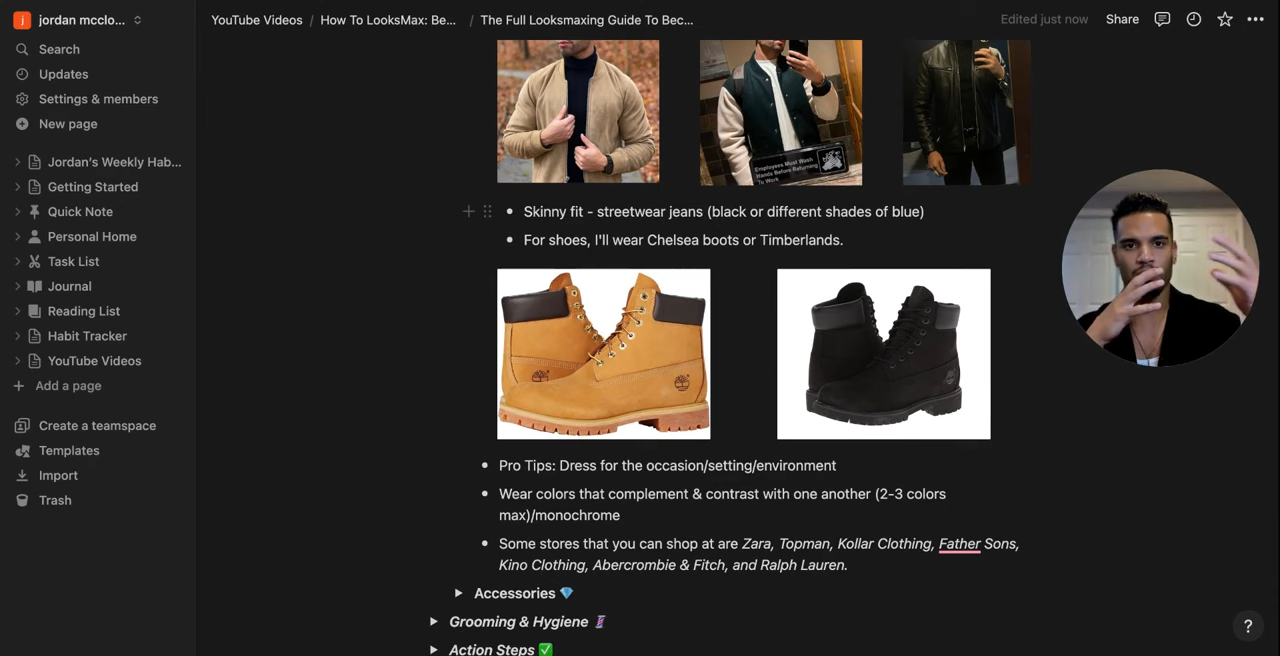 j jordan mcclo...
YouTube Videos / How To LooksMax: Be... / The Full Looksmaxing Guide To Bec...
Edited just now Share
Search
Updates
Settings & members
New page
Jordan's Weekly Hab...
Getting Started
Quick Note
Personal Home
Task List
Journal
Reading List
Habit Tracker
YouTube Videos
Add a page
Create a teamspace
Templates
Import
Trash
Employees Must Wash
Hands Before Returning
To Work
• Skinny fit - streetwear jeans (black or different shades of blue)
• For shoes, I'll wear Chelsea boots or Timberlands.
• Pro Tips: Dress for the occasion/setting/environment
• Wear colors that complement & contrast with one another (2-3 colors
max)/monochrome
• Some stores that you can shop at are Zara, Topman, Kollar Clothing, Father Sons,
Kino Clothing, Abercrombie & Fitch, and Ralph Lauren.
Accessories 💎
Grooming & Hygiene 💈
Action Steps ✅
?